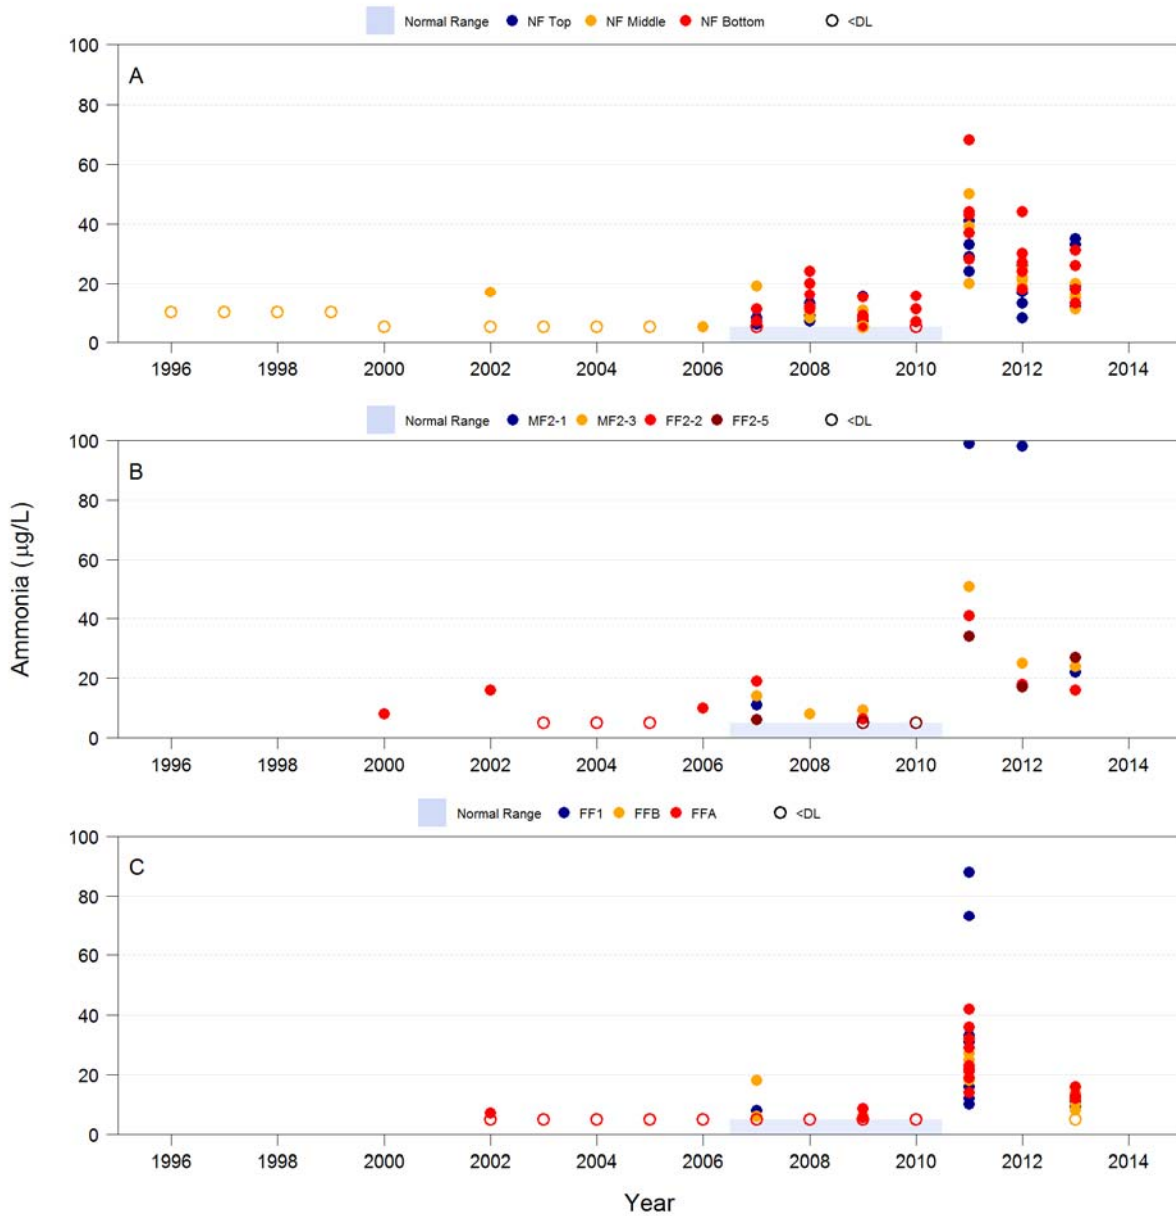 Normal Range NF Top NF Middle NF Bottom <DL
A
100
80
60
40
20
0
1996 1998 2000 2002 2004 2006 2008 2010 2012 2014
Normal Range MF2-1 MF2-3 FF2-2 FF2-5 <DL
B
100
80
60
40
20
0
1996 1998 2000 2002 2004 2006 2008 2010 2012 2014
Ammonia (µg/L)
Normal Range FF1 FFB FFA <DL
C
100
80
60
40
20
0
1996 1998 2000 2002 2004 2006 2008 2010 2012 2014
Year